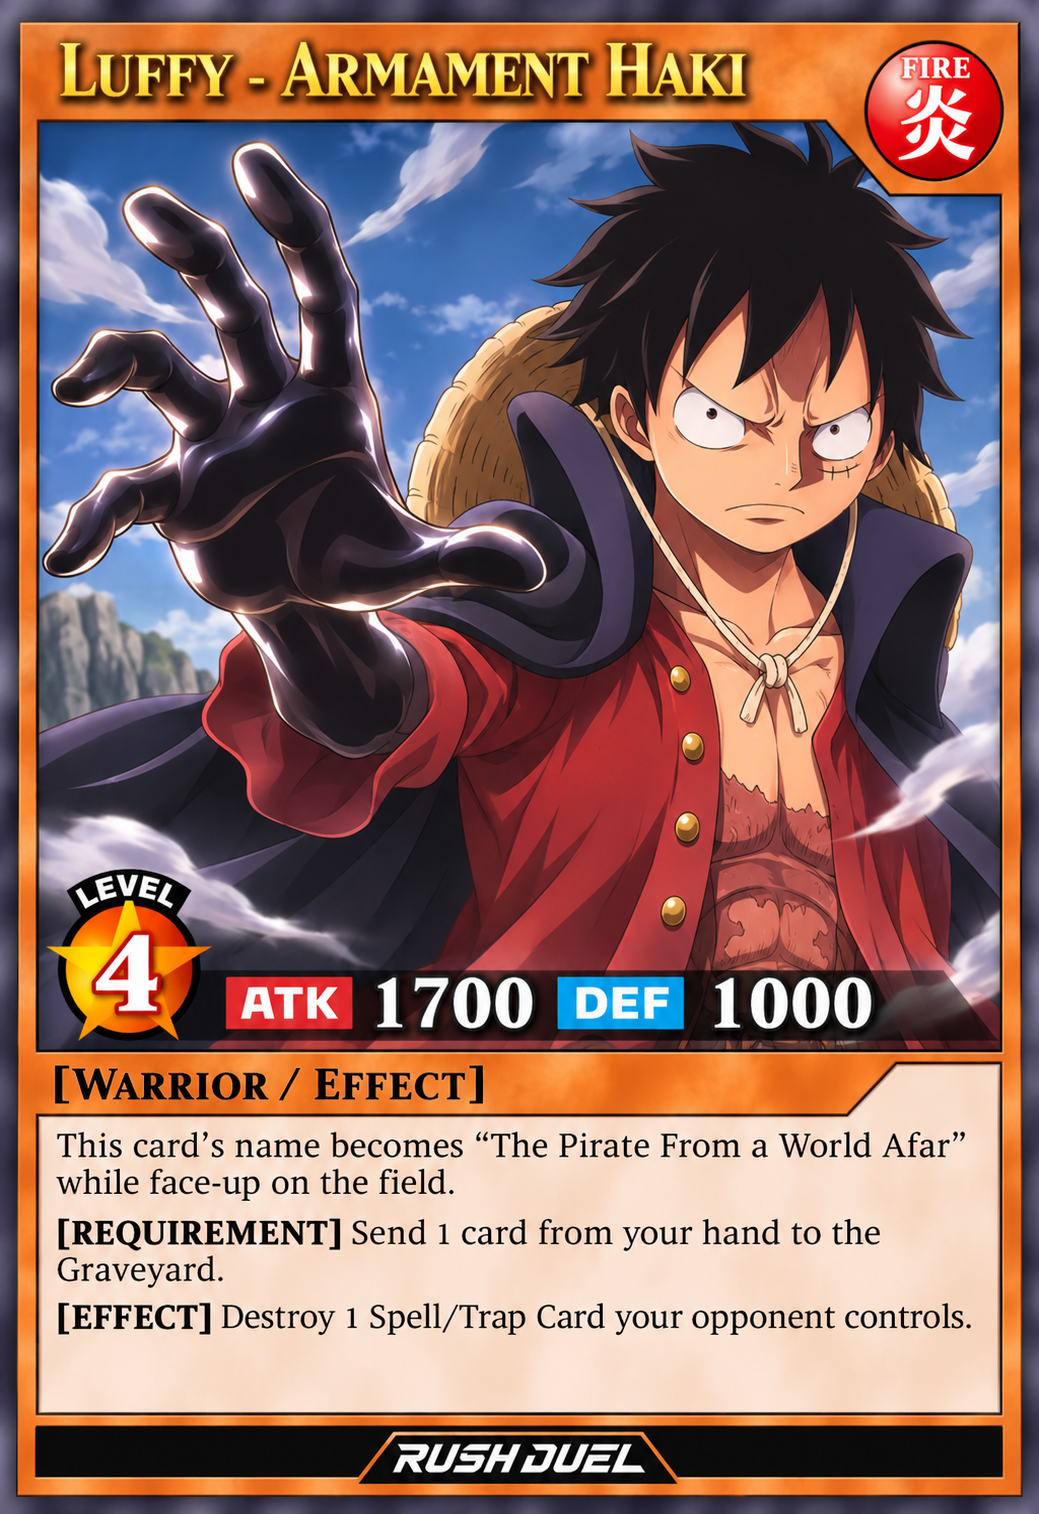 LUFFY - ARMAMENT HAKI
FIRE
炎
LEVEL
4
ATK 1700 DEF 1000
[WARRIOR / EFFECT]
This card’s name becomes “The Pirate From a World Afar”
while face-up on the field.
[REQUIREMENT] Send 1 card from your hand to the
Graveyard.
[EFFECT] Destroy 1 Spell/Trap Card your opponent controls.
RUSH DUEL